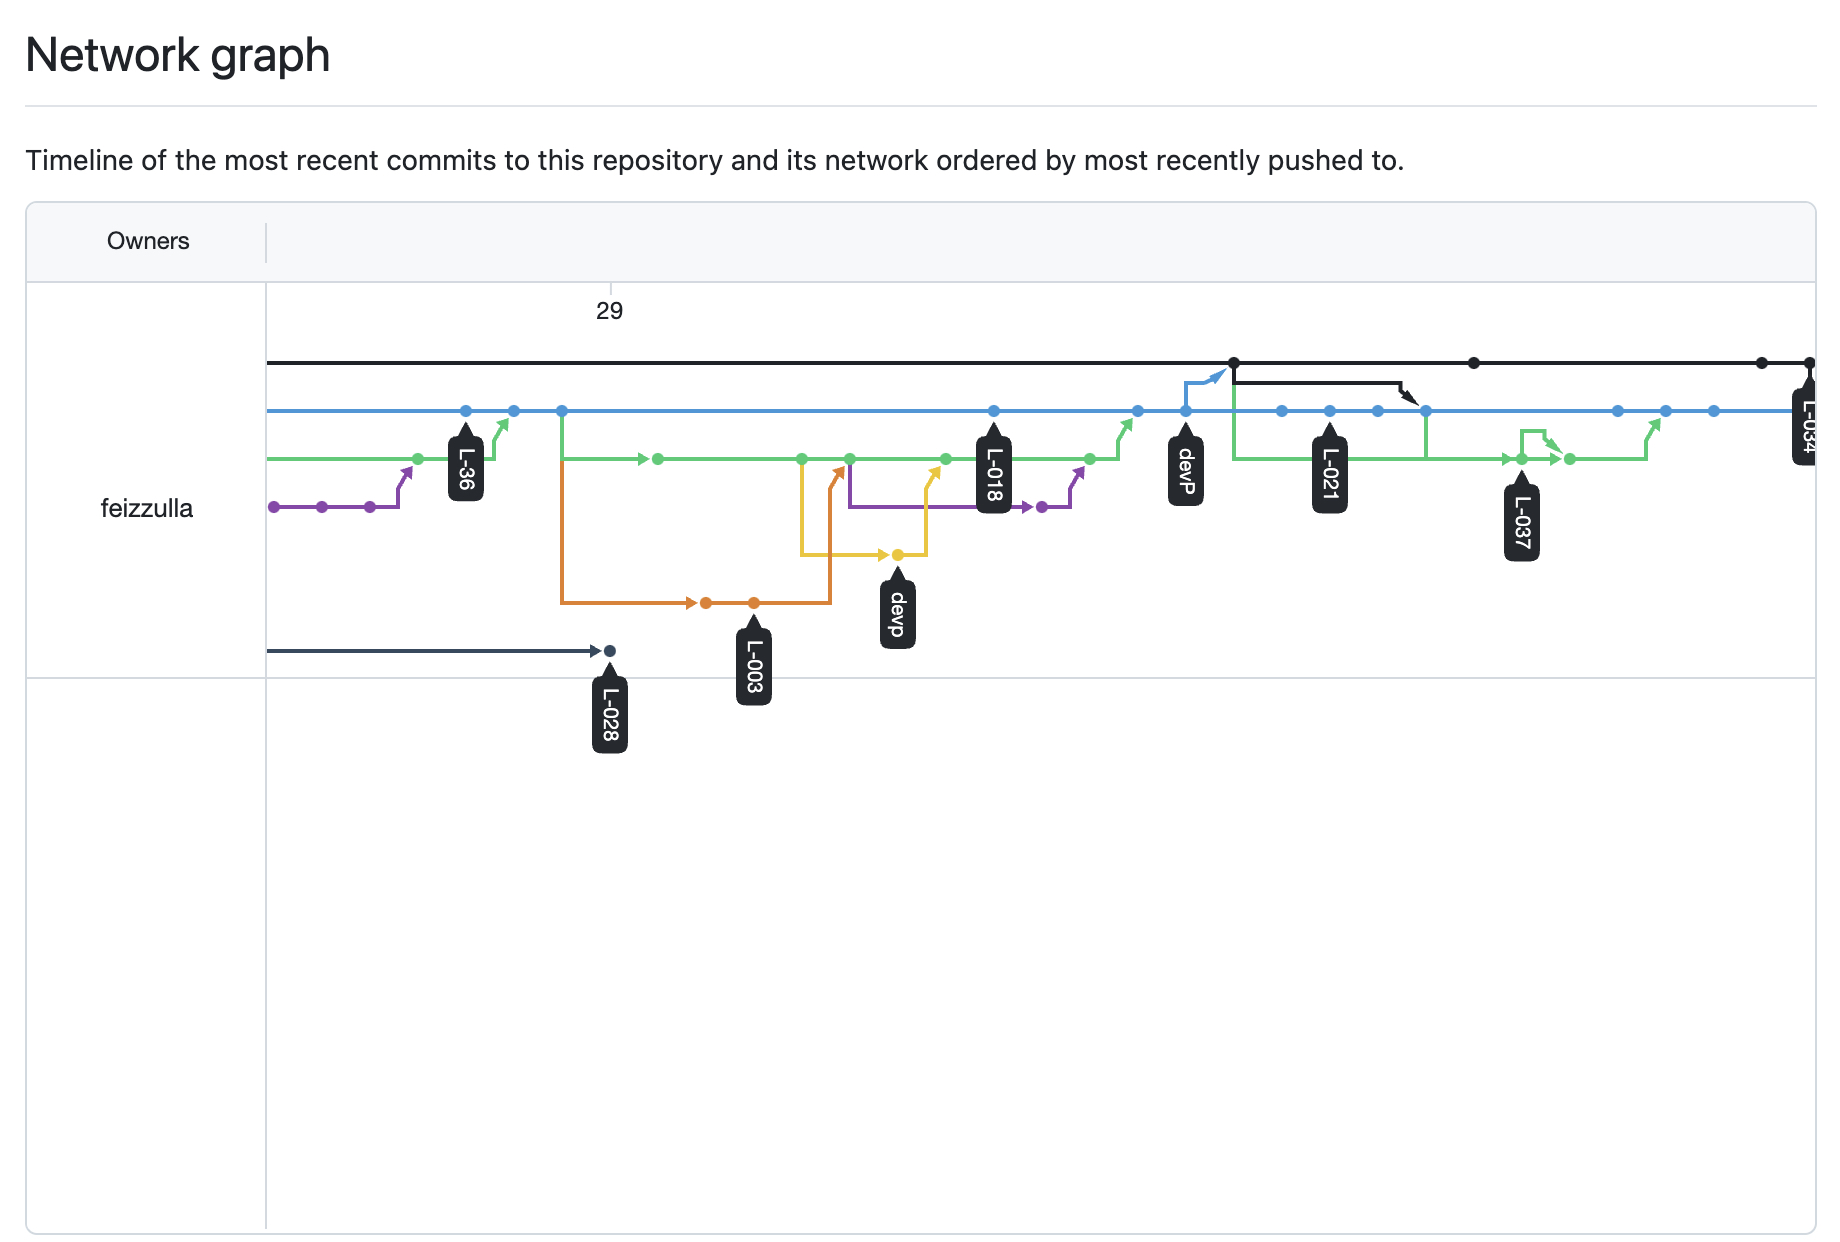 Network graph
Timeline of the most recent commits to this repository and its network ordered by most recently pushed to.
Owners
29
feizzulla
L-36
L-018
devP
L-021
L-034
L-037
devp
L-003
L-028